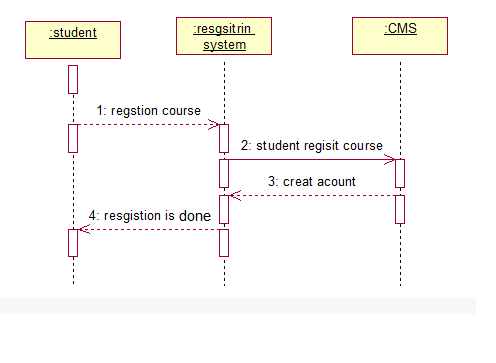 :student
:resgsitrin
system
:CMS
1: regstion course
2: student regisit course
3: creat acount
4: resgistion is done